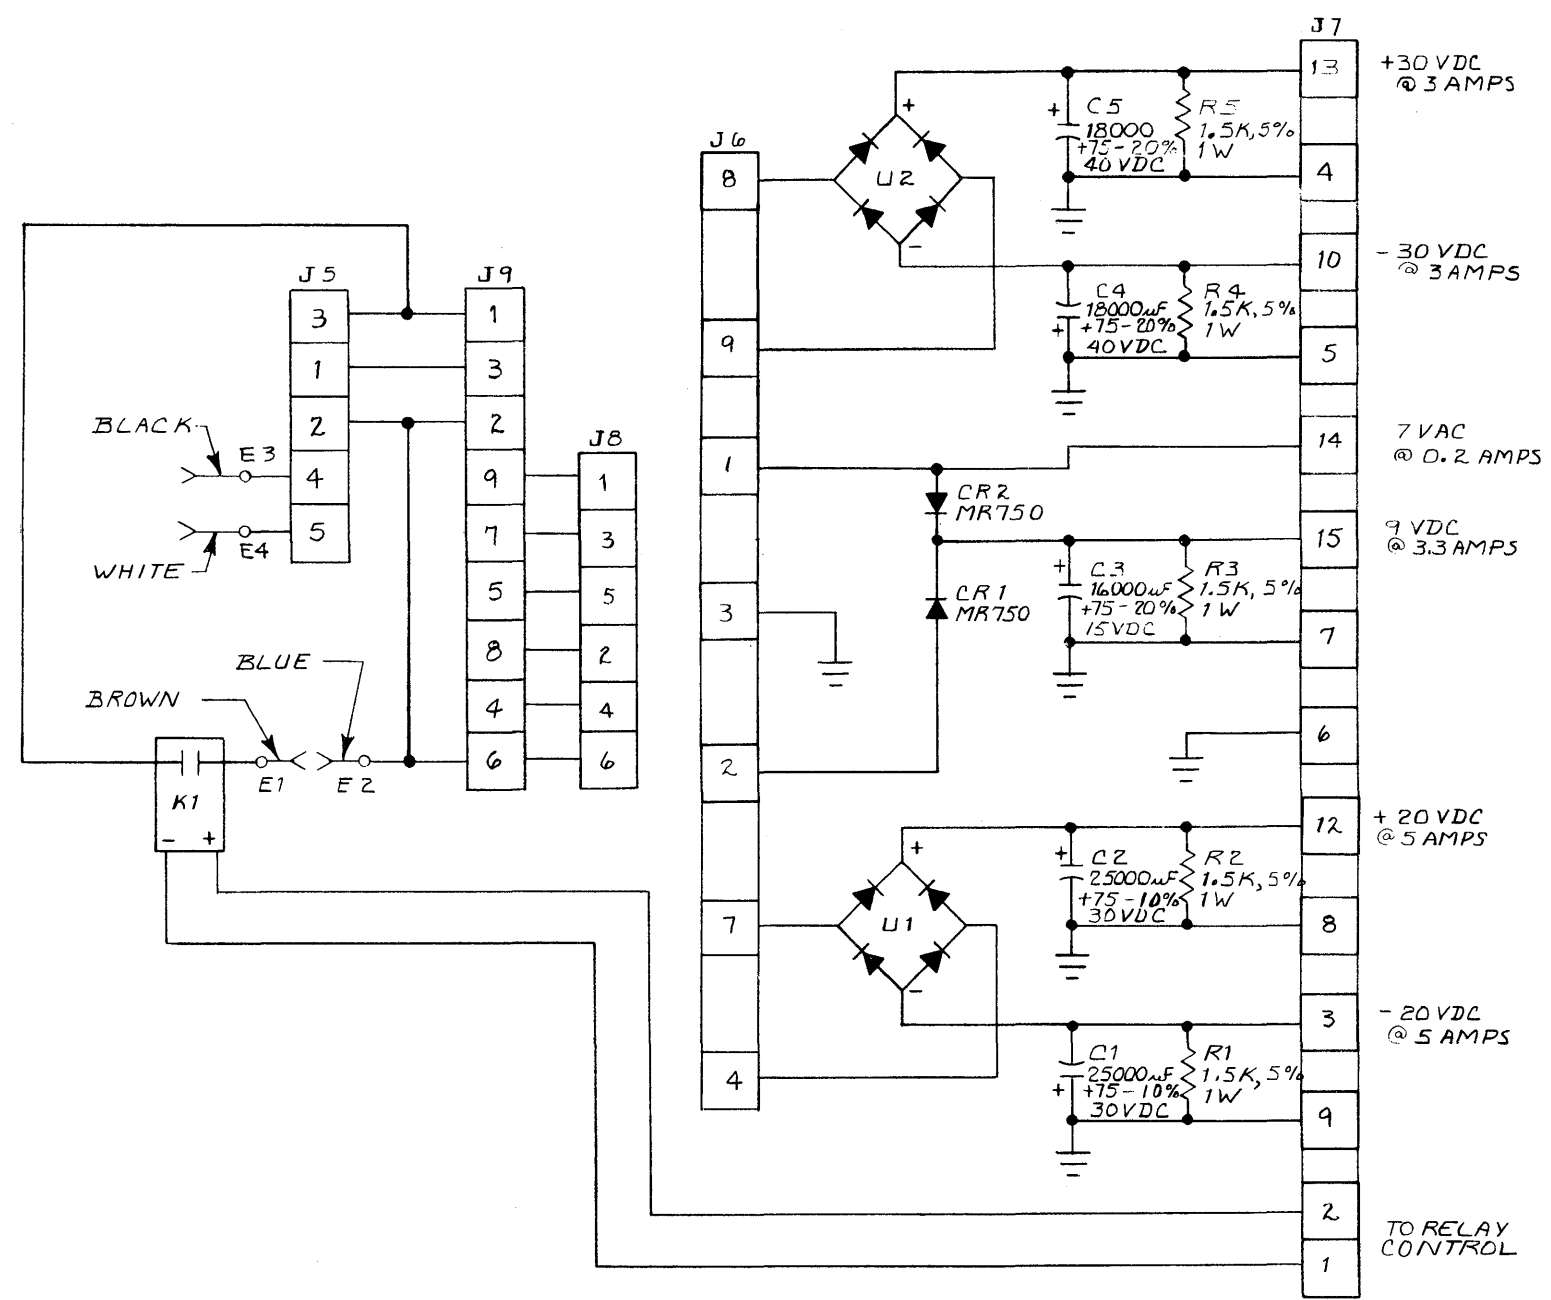 J7
13
+30 VDC
@ 3 AMPS
+
C5
18000
+75-20%
40VDC
R5
1.5K, 5%
1W
4
J6
8
U2
-
10
- 30 VDC
@ 3 AMPS
C4
18000uF
+75-20%
+
40VDC
R4
1.5K, 5%
1W
5
9
J5
3
1
2
4
5
J9
1
3
2
9
7
5
8
4
6
J8
1
3
5
2
4
6
BLACK
E3
WHITE
E4
BLUE
BROWN
E1
E2
K1
-
+
1
14
7 VAC
@ 0.2 AMPS
CR2
MR750
15
9 VDC
@ 3.3 AMPS
+
C3
16000uF
+75-20%
15VDC
R3
1.5K, 5%
1W
CR1
MR750
3
7
6
2
12
+ 20 VDC
@ 5 AMPS
+
+
C2
25000uF
+75-10%
30VDC
R2
1.5K, 5%
1W
7
U1
8
-
3
- 20 VDC
@ 5 AMPS
C1
25000uF
+75-10%
+
30VDC
R1
1.5K, 5%
1W
4
9
2
1
TO RELAY
CONTROL